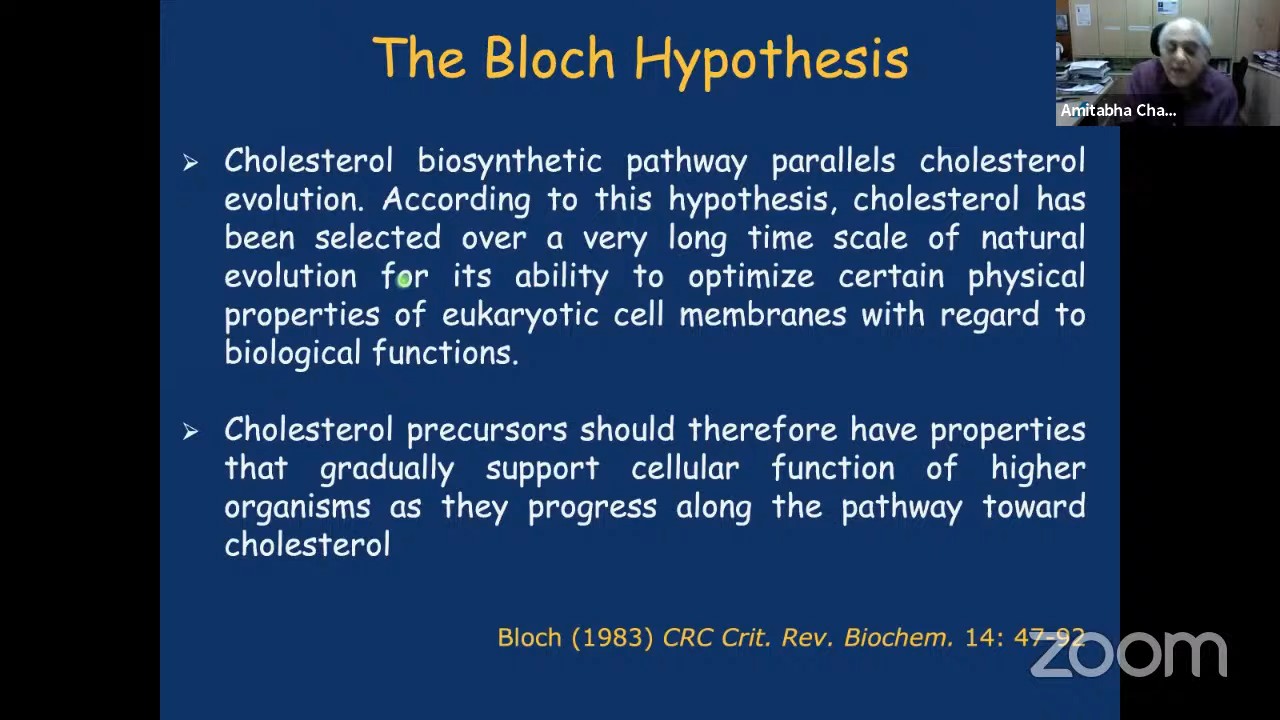 The Bloch Hypothesis
Amitabha Cha...
➢ Cholesterol biosynthetic pathway parallels cholesterol
evolution. According to this hypothesis, cholesterol has
been selected over a very long time scale of natural
evolution for its ability to optimize certain physical
properties of eukaryotic cell membranes with regard to
biological functions.
➢ Cholesterol precursors should therefore have properties
that gradually support cellular function of higher
organisms as they progress along the pathway toward
cholesterol
Bloch (1983) CRC Crit. Rev. Biochem. 14: 47-92
zoom